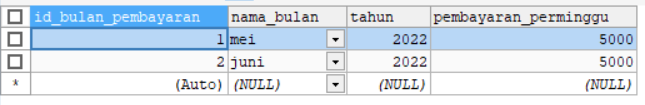 id_bulan_pembayaran nama_bulan tahun pembayaran_perminggu
1 mei 2022 5000
2 juni 2022 5000
* (Auto) (NULL) (NULL) (NULL)